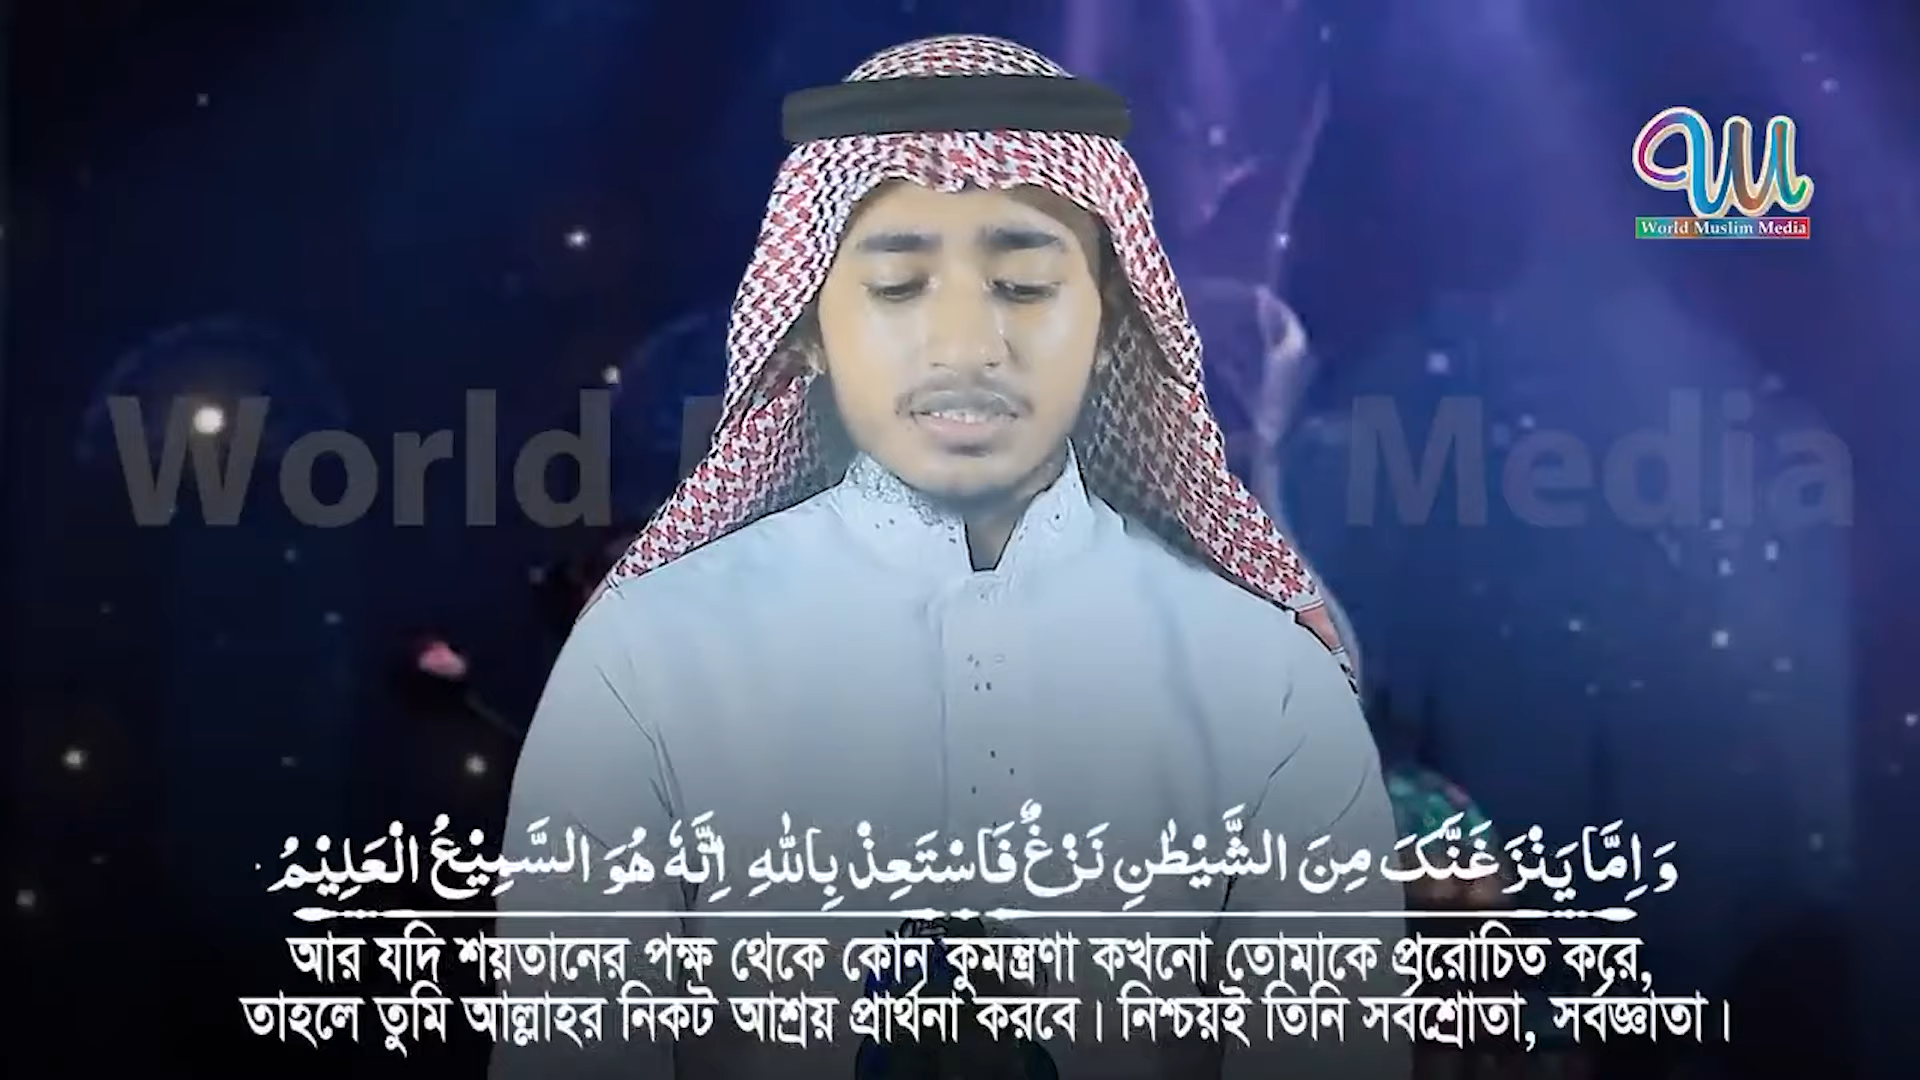 World Muslim Media
World Media
وَاِمَّا يَنْزَغَنَّكَ مِنَ الشَّيْطٰنِ نَزْغٌ فَاسْتَعِذْ بِاللّٰهِ اِنَّهٗ هُوَ السَّمِيْعُ الْعَلِيْمُ
আর যদি শয়তানের পক্ষ থেকে কোন কুমন্ত্রণা কখনো তোমাকে প্ররোচিত করে,
তাহলে তুমি আল্লাহর নিকট আশ্রয় প্রার্থনা করবে। নিশ্চয়ই তিনি সর্বশ্রোতা, সর্বজ্ঞাতা।